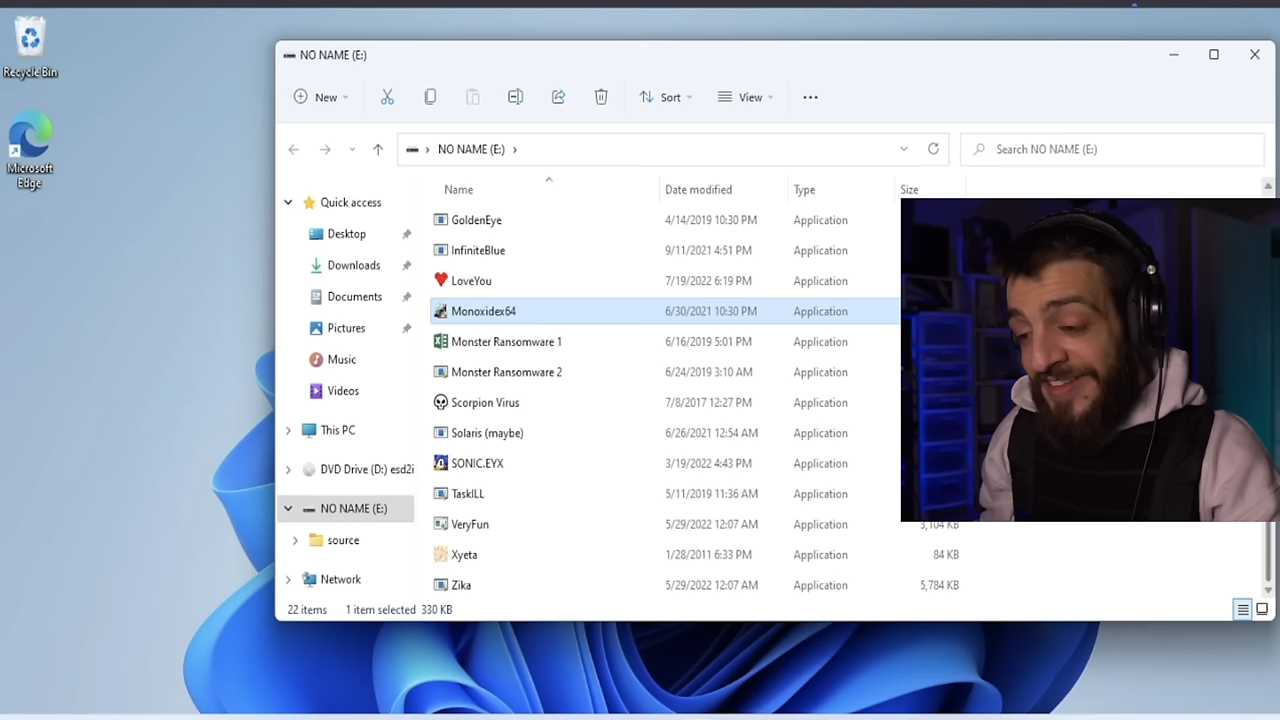 Recycle Bin
Microsoft
Edge
NO NAME (E:)
New
Sort
View
NO NAME (E:)
Search NO NAME (E:)
Name Date modified Type Size
Quick access
Desktop
Downloads
Documents
Pictures
Music
Videos
This PC
DVD Drive (D:) esd2i
NO NAME (E:)
source
Network
GoldenEye 4/14/2019 10:30 PM Application
InfiniteBlue 9/11/2021 4:51 PM Application
LoveYou 7/19/2022 6:19 PM Application
Monoxidex64 6/30/2021 10:30 PM Application
Monster Ransomware 1 6/16/2019 5:01 PM Application
Monster Ransomware 2 6/24/2019 3:10 AM Application
Scorpion Virus 7/8/2017 12:27 PM Application
Solaris (maybe) 6/26/2021 12:54 AM Application
SONIC.EYX 3/19/2022 4:43 PM Application
TaskILL 5/11/2019 11:36 AM Application
VeryFun 5/29/2022 12:07 AM Application 3,104 KB
Xyeta 1/28/2011 6:33 PM Application 84 KB
Zika 5/29/2022 12:07 AM Application 5,784 KB
22 items 1 item selected 330 KB